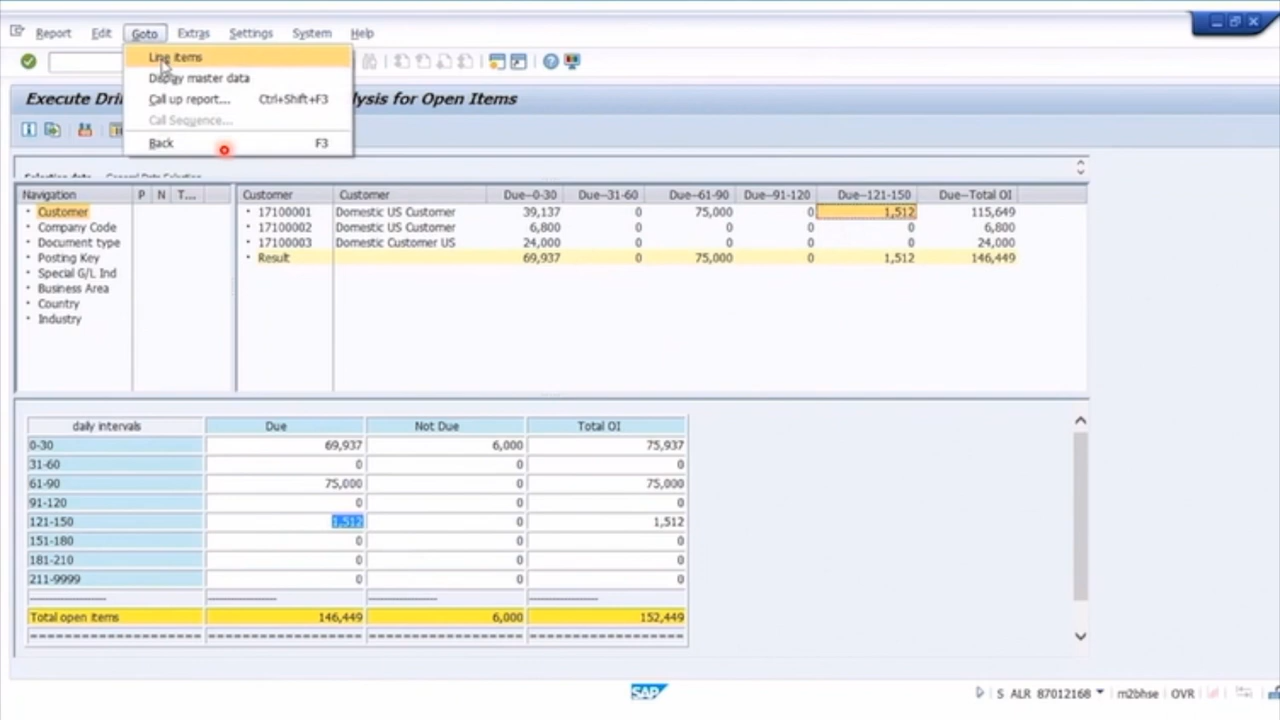 Report Edit Goto Extras Settings System Help
Line items
Display master data
Call up report... Ctrl+Shift+F3
Call Sequence...
Back F3
Execute Dri lysis for Open Items
Navigation P N T...
Customer
Company Code
Document type
Posting Key
Special G/L Ind
Business Area
Country
Industry
Customer Customer Due--0-30 Due--31-60 Due--61-90 Due--91-120 Due--121-150 Due--Total OI
17100001 Domestic US Customer 39,137 0 75,000 0 1,512 115,649
17100002 Domestic US Customer 6,800 0 0 0 0 6,800
17100003 Domestic Customer US 24,000 0 0 0 0 24,000
Result 69,937 0 75,000 0 1,512 146,449
daily intervals Due Not Due Total OI
0-30 69,937 6,000 75,937
31-60 0 0 0
61-90 75,000 0 75,000
91-120 0 0 0
121-150 1,512 0 1,512
151-180 0 0 0
181-210 0 0 0
211-9999 0 0 0
Total open items 146,449 6,000 152,449
SAP
S_ALR_87012168 m2bhse OVR